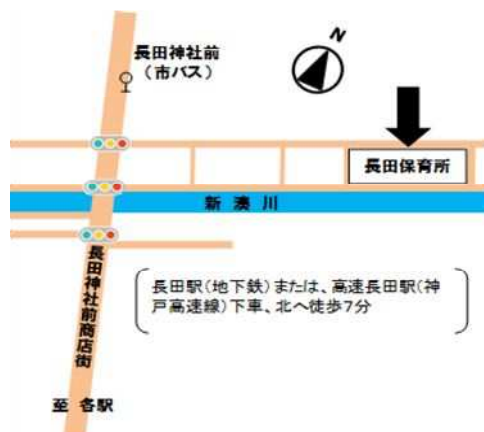 長田神社前
(市バス)
N
長田保育所
新湊川
長田神社前商店街
長田駅(地下鉄)または、高速長田駅(神
戸高速線)下車、北へ徒歩7分
至 各駅